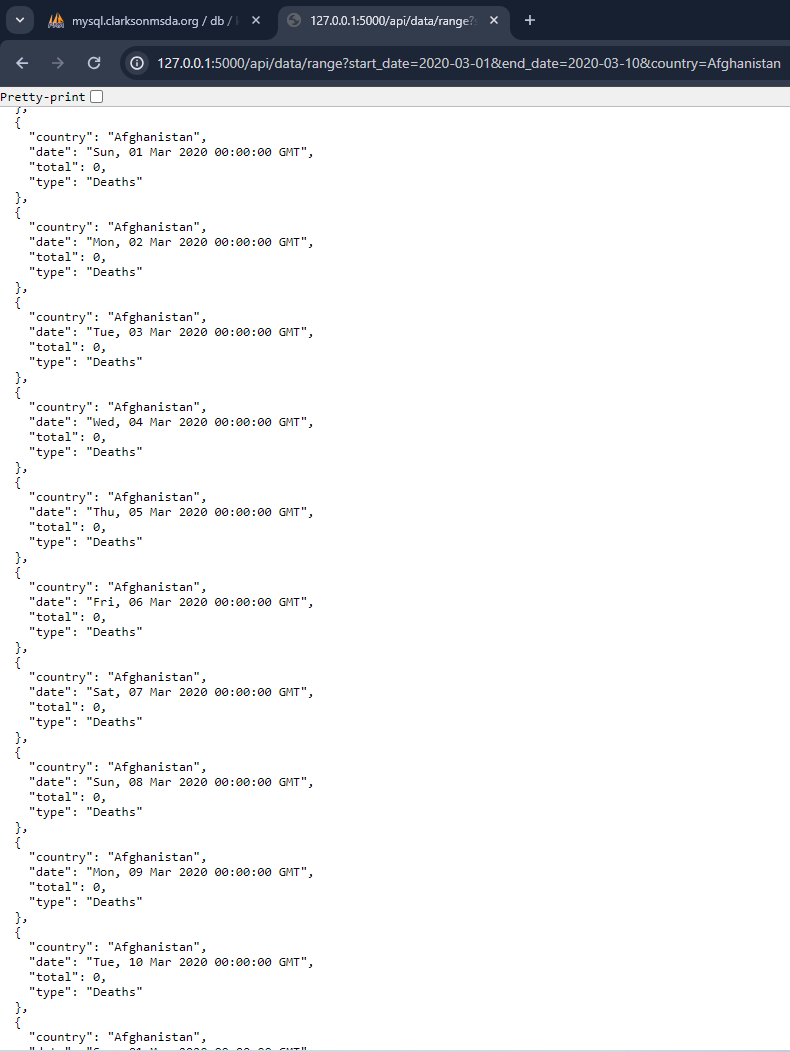 mysql.clarksonmsda.org / db /
127.0.0.1:5000/api/data/range?
127.0.0.1:5000/api/data/range?start_date=2020-03-01&end_date=2020-03-10&country=Afghanistan
Pretty-print
},
{
"country": "Afghanistan",
"date": "Sun, 01 Mar 2020 00:00:00 GMT",
"total": 0,
"type": "Deaths"
},
{
"country": "Afghanistan",
"date": "Mon, 02 Mar 2020 00:00:00 GMT",
"total": 0,
"type": "Deaths"
},
{
"country": "Afghanistan",
"date": "Tue, 03 Mar 2020 00:00:00 GMT",
"total": 0,
"type": "Deaths"
},
{
"country": "Afghanistan",
"date": "Wed, 04 Mar 2020 00:00:00 GMT",
"total": 0,
"type": "Deaths"
},
{
"country": "Afghanistan",
"date": "Thu, 05 Mar 2020 00:00:00 GMT",
"total": 0,
"type": "Deaths"
},
{
"country": "Afghanistan",
"date": "Fri, 06 Mar 2020 00:00:00 GMT",
"total": 0,
"type": "Deaths"
},
{
"country": "Afghanistan",
"date": "Sat, 07 Mar 2020 00:00:00 GMT",
"total": 0,
"type": "Deaths"
},
{
"country": "Afghanistan",
"date": "Sun, 08 Mar 2020 00:00:00 GMT",
"total": 0,
"type": "Deaths"
},
{
"country": "Afghanistan",
"date": "Mon, 09 Mar 2020 00:00:00 GMT",
"total": 0,
"type": "Deaths"
},
{
"country": "Afghanistan",
"date": "Tue, 10 Mar 2020 00:00:00 GMT",
"total": 0,
"type": "Deaths"
},
{
"country": "Afghanistan",